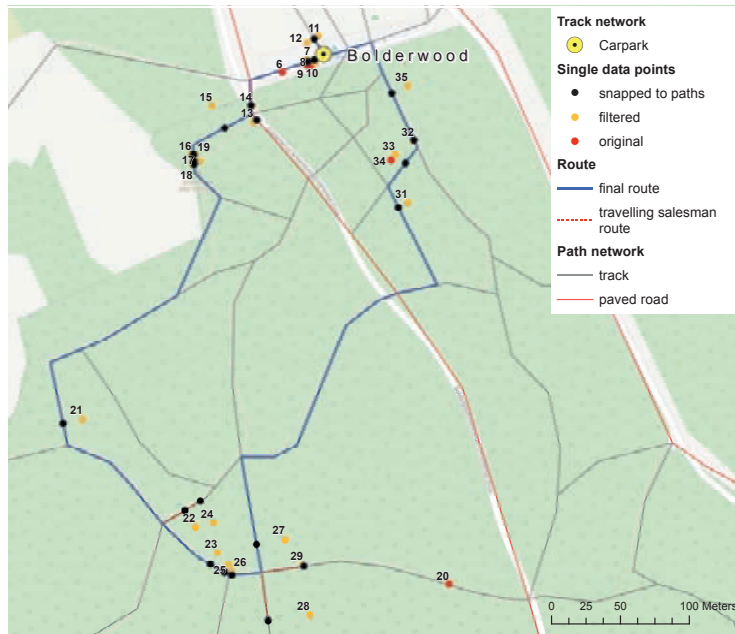 11
12
7
Bolderwood
8
6
9
10
35
15
14
13
32
16
19
33
17
34
18
31
21
22
24
27
23
29
25
26
20
28
Track network
Carpark
Single data points
snapped to paths
filtered
original
Route
final route
travelling salesman
route
Path network
track
paved road
0 25 50 100 Meters